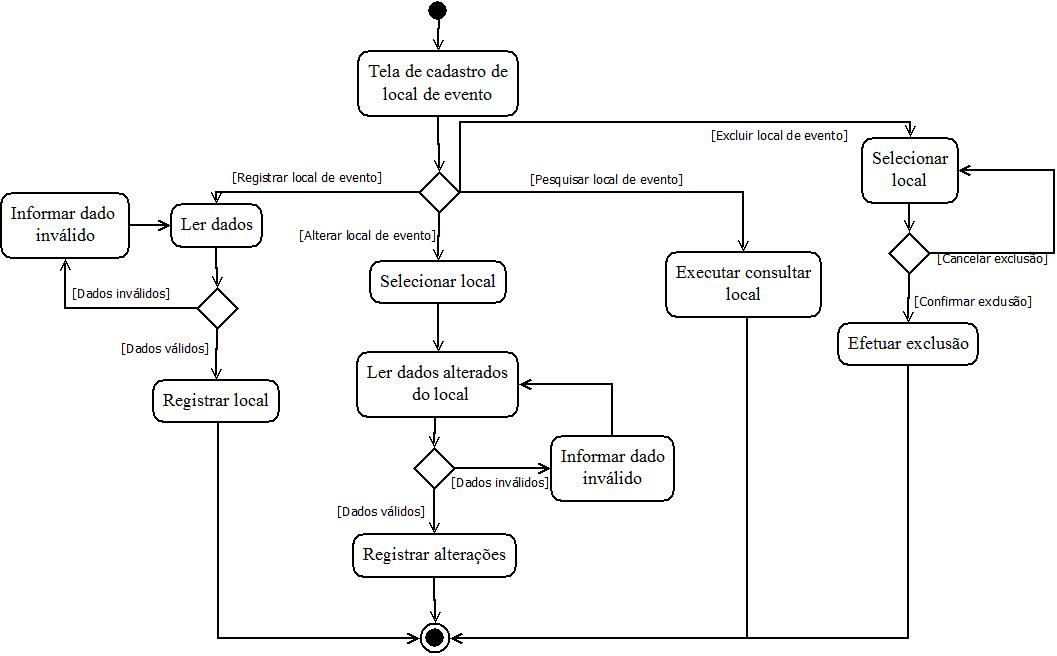 Tela de cadastro de
local de evento
[Excluir local de evento]
[Registrar local de evento]
[Pesquisar local de evento]
Selecionar
local
Informar dado
inválido
Ler dados
[Alterar local de evento]
[Cancelar exclusão]
Selecionar local
Executar consultar
local
[Dados inválidos]
[Confirmar exclusão]
[Dados válidos]
Efetuar exclusão
Registrar local
Ler dados alterados
do local
Informar dado
inválido
[Dados inválidos]
[Dados válidos]
Registrar alterações